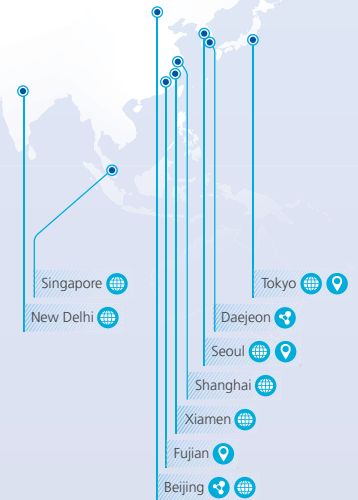 Singapore
Tokyo
New Delhi
Daejeon
Seoul
Shanghai
Xiamen
Fujian
Beijing